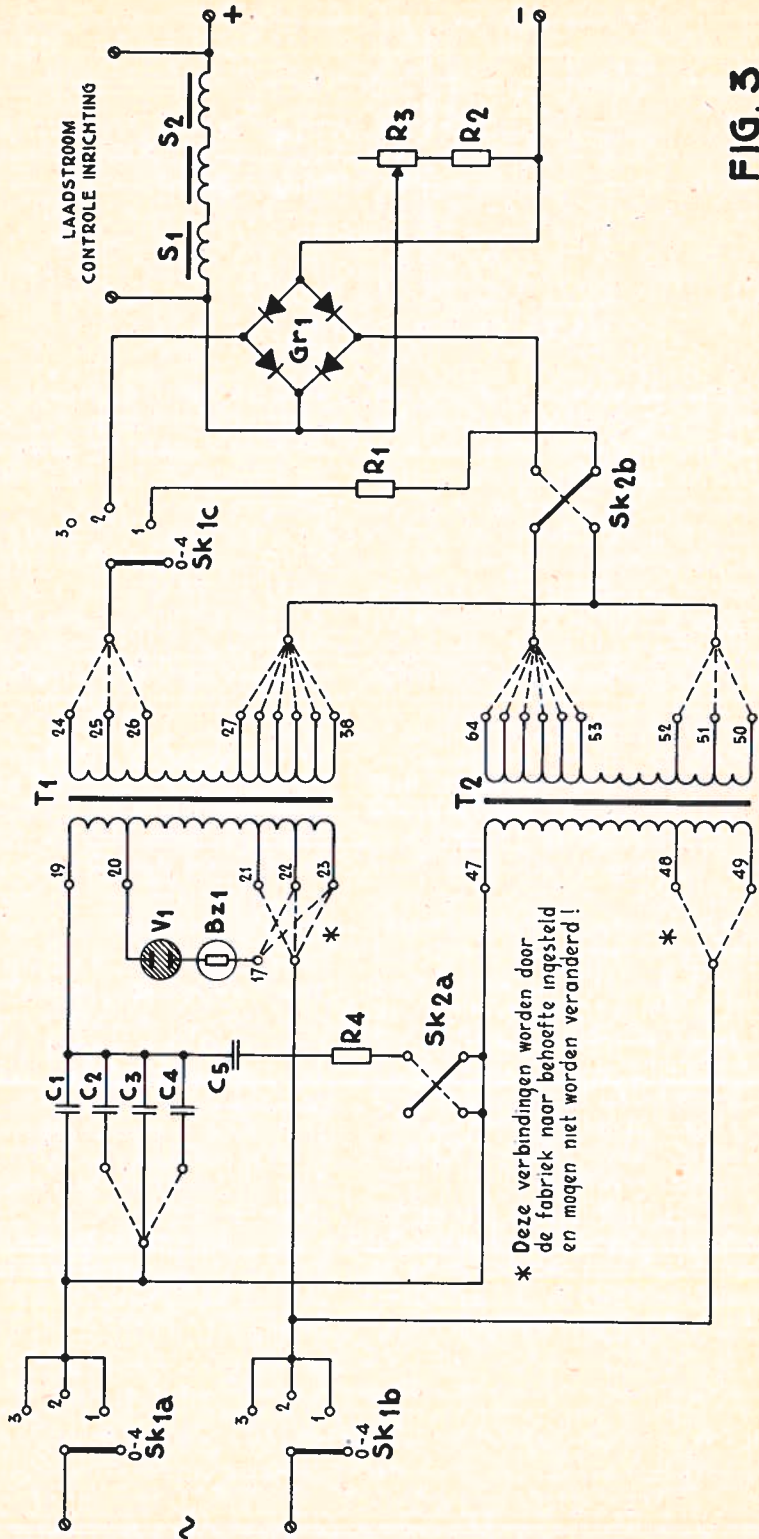 LAADSTROOM
CONTROLE INRICHTING
+
-
~
S1
S2
R3
R2
Gr1
3
2
1
0-4
Sk1c
R1
Sk2b
T1
24
25
26
27
38
T2
64
53
52
51
50
19
20
21
22
23
V1
Bz1
17
*
47
48
49
*
C1
C2
C3
C4
C5
R4
Sk2a
3
2
1
0-4
Sk1a
3
2
1
0-4
Sk1b
* Deze verbindingen worden door
de fabriek naar behoefte ingesteld
en mogen niet worden veranderd!
FIG. 3